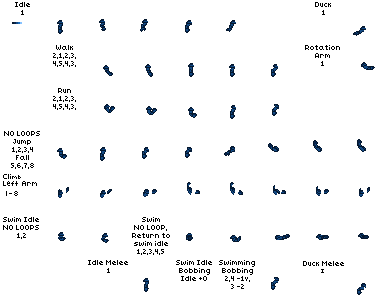 Idle
1
Duck
1
Walk
2,1,2,3,
4,5,4,3,
Rotation
Arm
1
Run
2,1,2,3,
4,5,4,3,
NO LOOPS
Jump
1,2,3,4
Fall
5,6,7,8
Climb
Left Arm
1-8
Swim Idle
NO LOOPS
1,2
Swim
NO LOOP,
Return to
swim idle
1,2,3,4,5
Idle Melee
1
Swim Idle
Bobbing
Idle +0
Swimming
Bobbing
2,4 -1v,
3 -2
Duck Melee
1